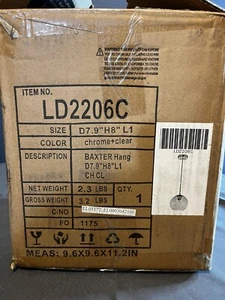 ITEM NO.
LD2206C
SIZE D7.9"H8" L1
COLOR chrome+clear
DESCRIPTION BAXTER Hang
D7.9"H8"L1
CH CL
NET WEIGHT 2.3 LBS QTY.
GROSS WEIGHT 3.2 LBS 1
C/NO
PO 1175
MEAS: 9.6X9.6X11.2IN
LD2206C